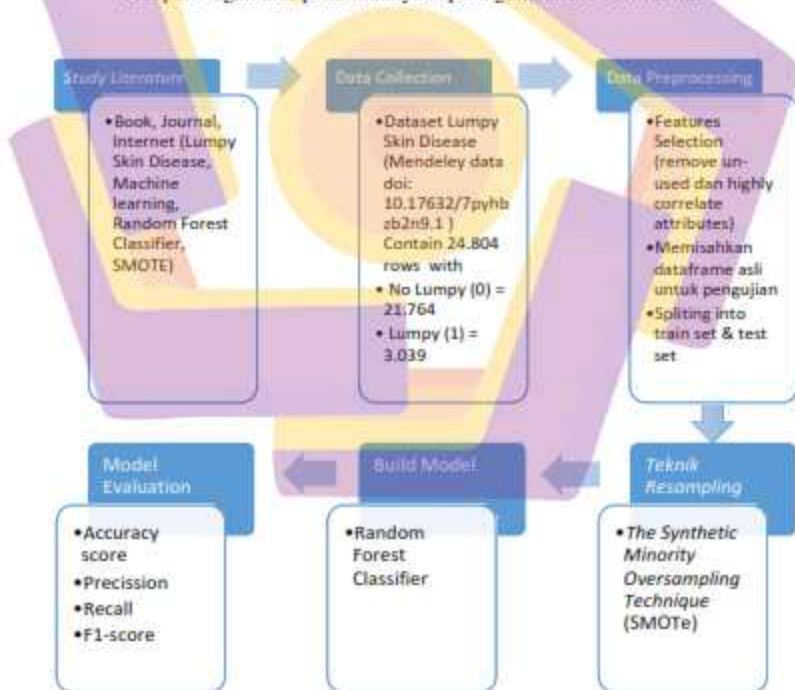 Study Literature
•Book, Journal,
Internet (Lumpy
Skin Disease,
Machine
learning,
Random Forest
Classifier,
SMOTE)
Data Collection
•Dataset Lumpy
Skin Disease
(Mendeley data
doi:
10.17632/7pyhb
zb2n9.1 )
Contain 24.804
rows with
• No Lumpy (0) =
21.764
• Lumpy (1) =
3.039
Data Preprocessing
•Features
Selection
(remove un-
used dan highly
correlate
attributes)
•Memisahkan
dataframe asli
untuk pengujian
•Spliting into
train set & test
set
Teknik
Resampling
•The Synthetic
Minority
Oversampling
Technique
(SMOTe)
Build Model
•Random
Forest
Classifier
Model
Evaluation
•Accuracy
score
•Precission
•Recall
•F1-score